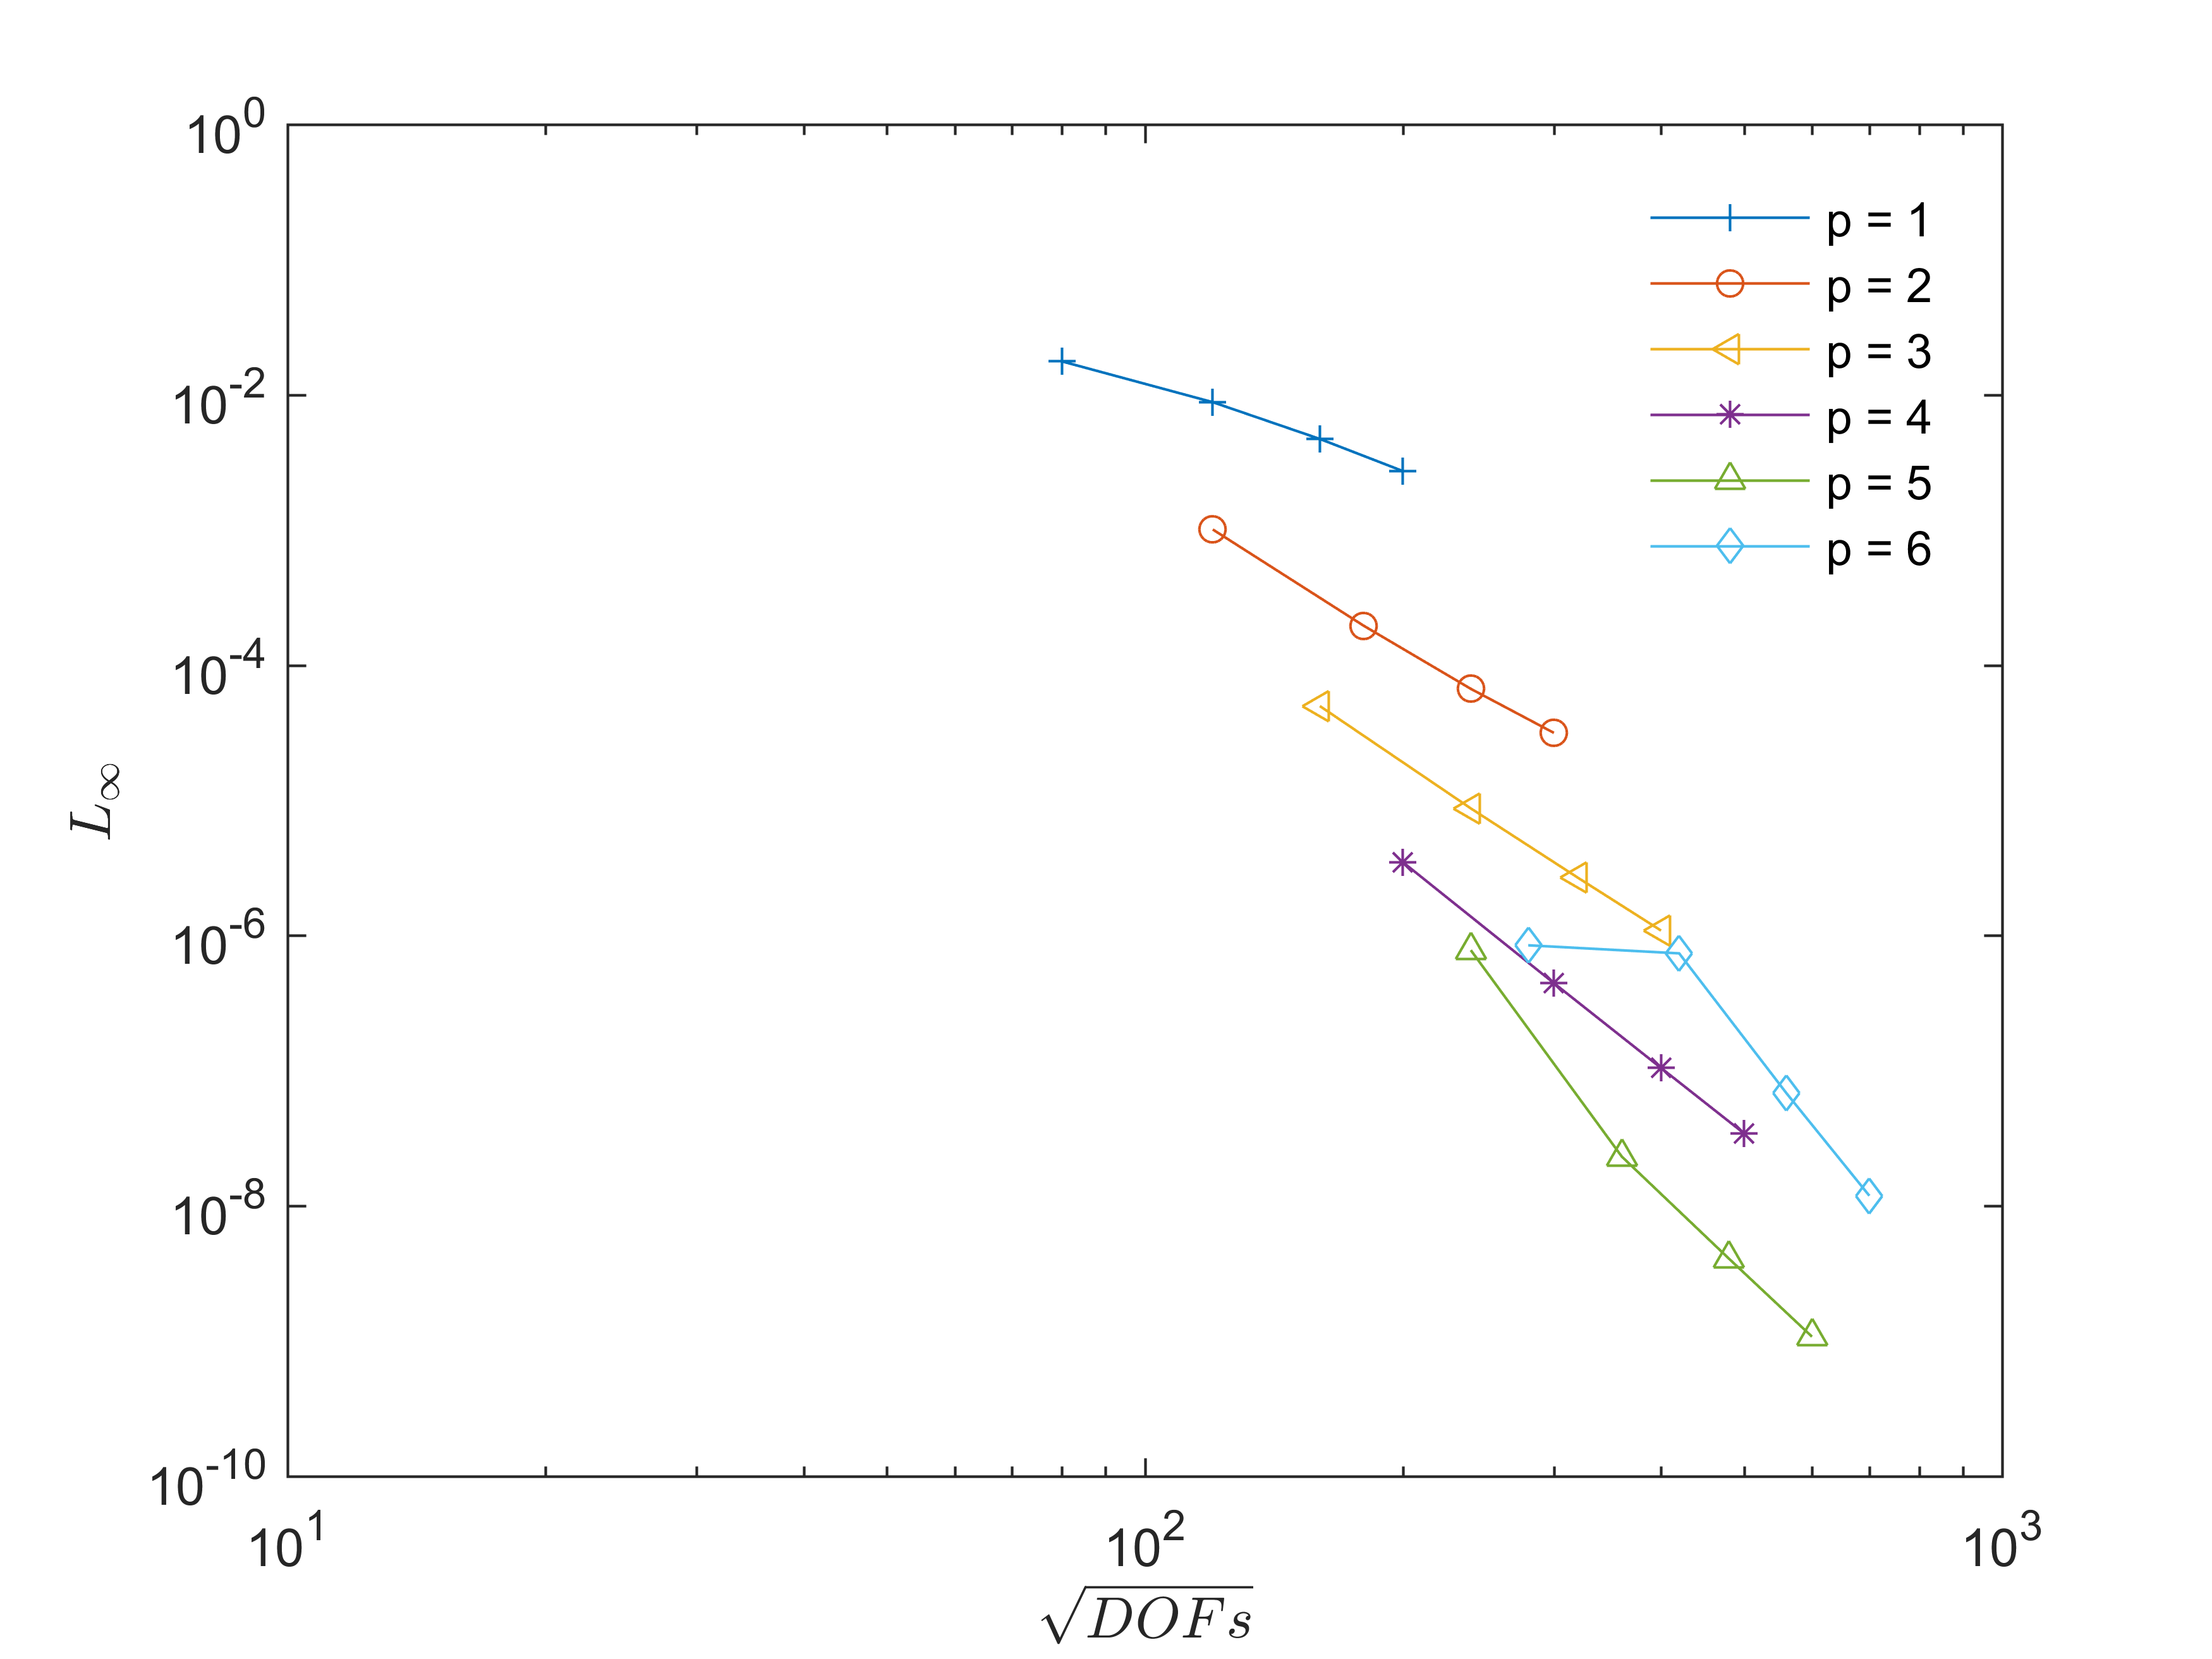 10^0
10^-2
10^-4
10^-6
10^-8
10^-10
L_∞
p = 1
p = 2
p = 3
p = 4
p = 5
p = 6
10^1
10^2
10^3
√DOFs